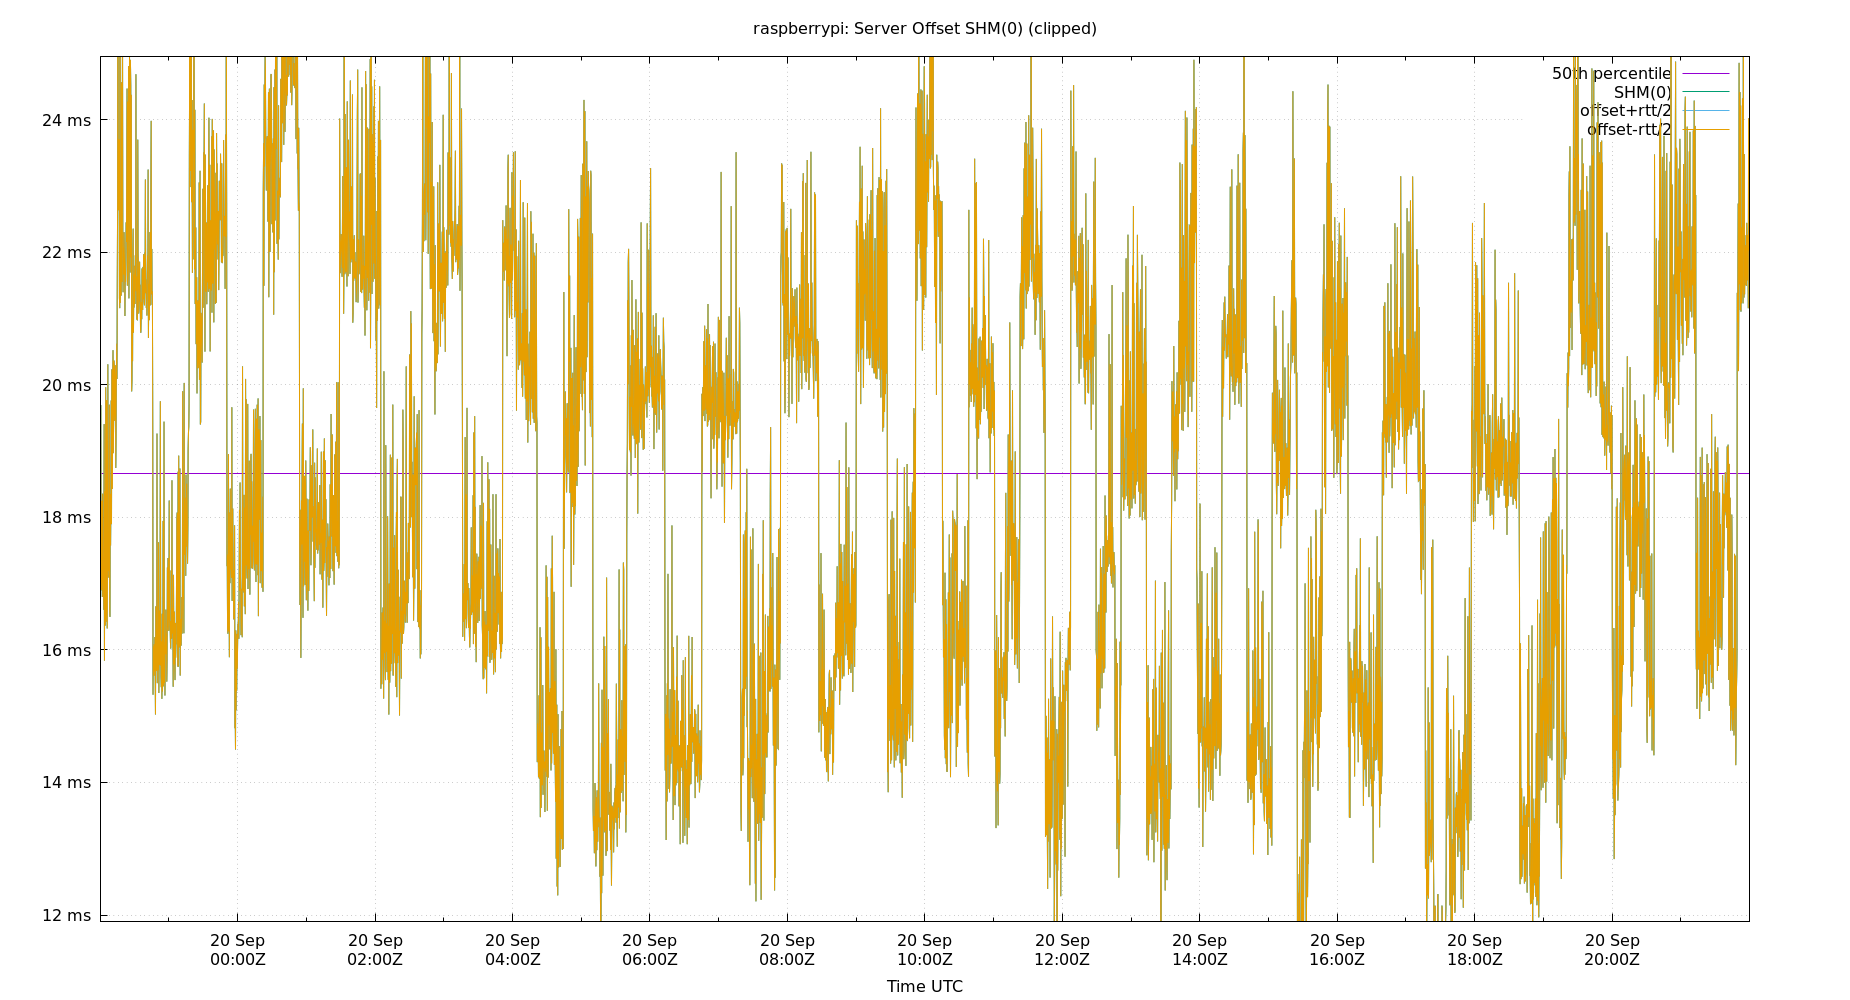 raspberrypi: Server Offset SHM(0) (clipped)
50th percentile
SHM(0)
offset+rtt/2
offset-rtt/2
24 ms
22 ms
20 ms
18 ms
16 ms
14 ms
12 ms
20 Sep 20 Sep 20 Sep 20 Sep 20 Sep 20 Sep 20 Sep 20 Sep 20 Sep 20 Sep 20 Sep
00:00Z 02:00Z 04:00Z 06:00Z 08:00Z 10:00Z 12:00Z 14:00Z 16:00Z 18:00Z 20:00Z
Time UTC